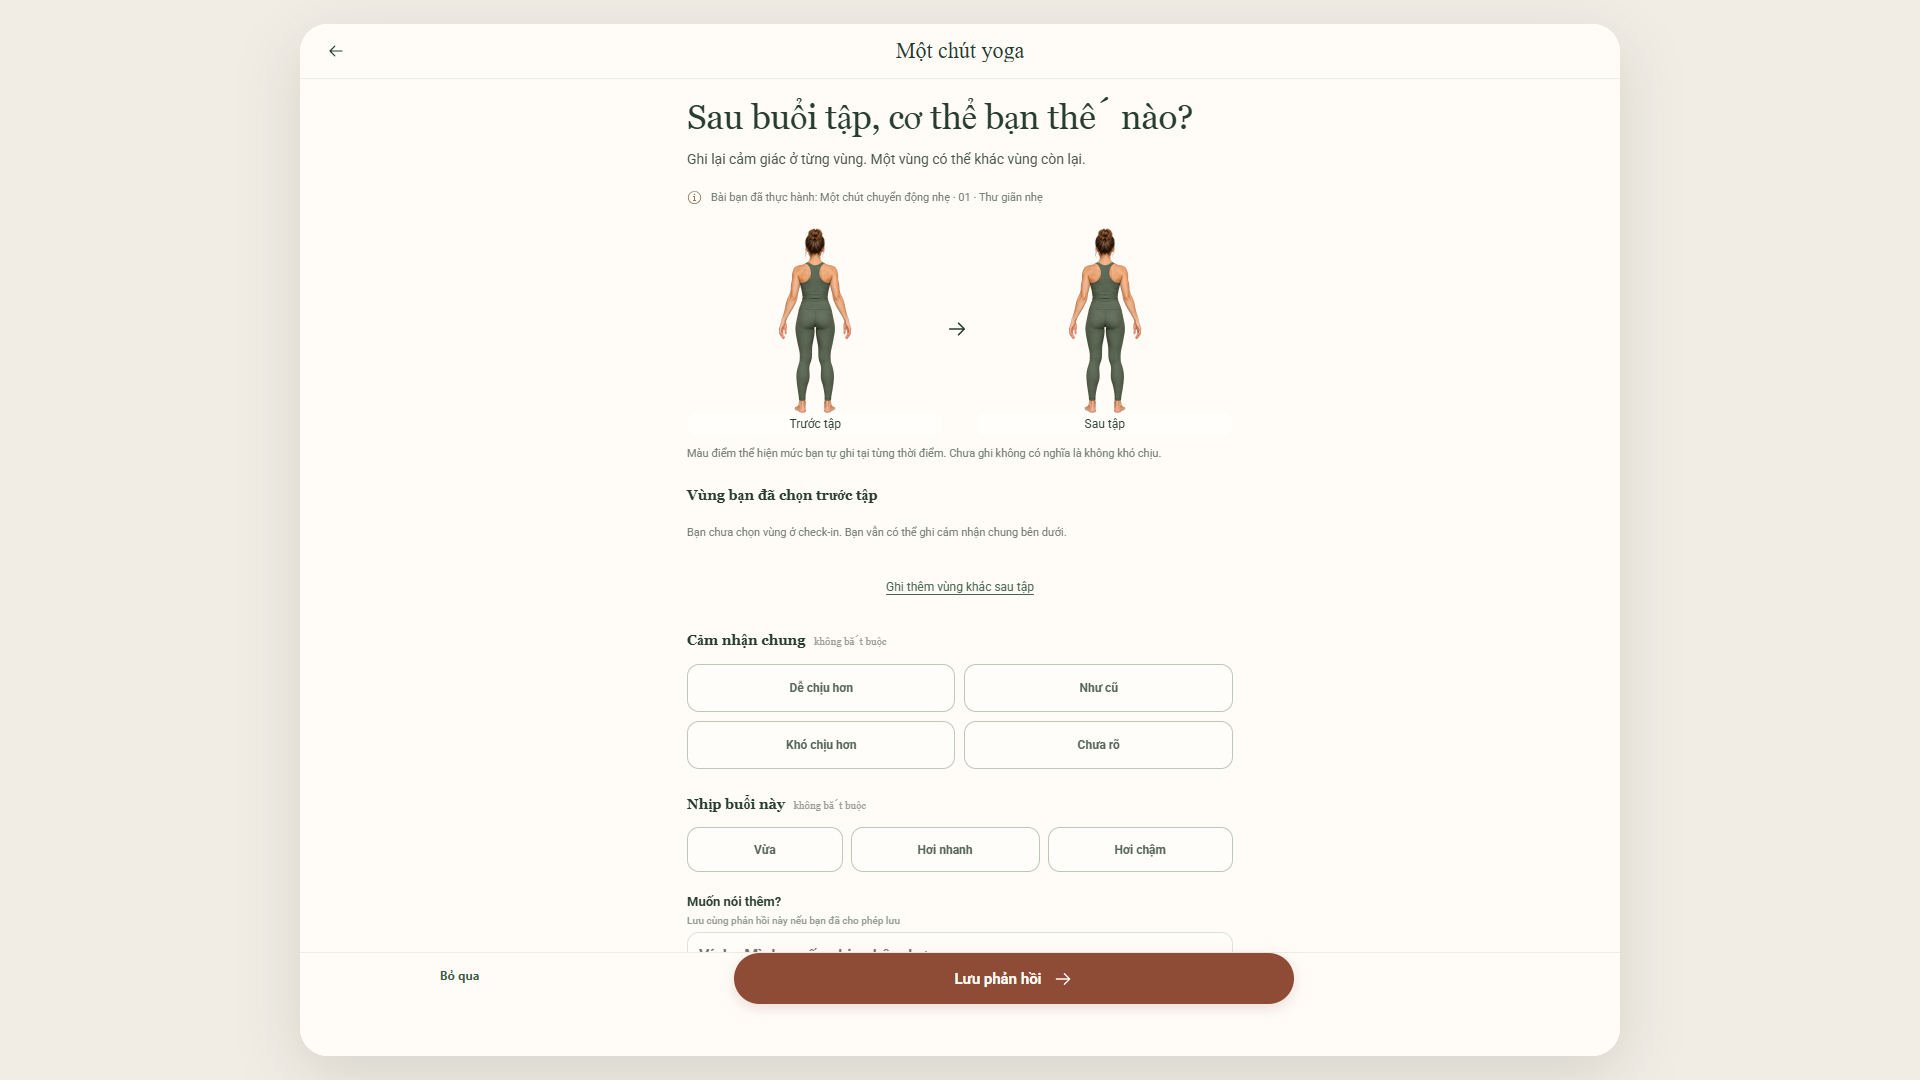 Một chút yoga
Sau buổi tập, cơ thể bạn thế nào?
Ghi lại cảm giác ở từng vùng. Một vùng có thể khác vùng còn lại.
Bài bạn đã thực hành: Một chút chuyển động nhẹ · 01 · Thư giãn nhẹ
Trước tập
Sau tập
Màu điểm thể hiện mức bạn tự ghi tại từng thời điểm. Chưa ghi không có nghĩa là không khó chịu.
Vùng bạn đã chọn trước tập
Bạn chưa chọn vùng ở check-in. Bạn vẫn có thể ghi cảm nhận chung bên dưới.
Ghi thêm vùng khác sau tập
Cảm nhận chung không bắt buộc
Dễ chịu hơn
Như cũ
Khó chịu hơn
Chưa rõ
Nhịp buổi này không bắt buộc
Vừa
Hơi nhanh
Hơi chậm
Muốn nói thêm?
Lưu cùng phản hồi này nếu bạn đã cho phép lưu
Bỏ qua
Lưu phản hồi